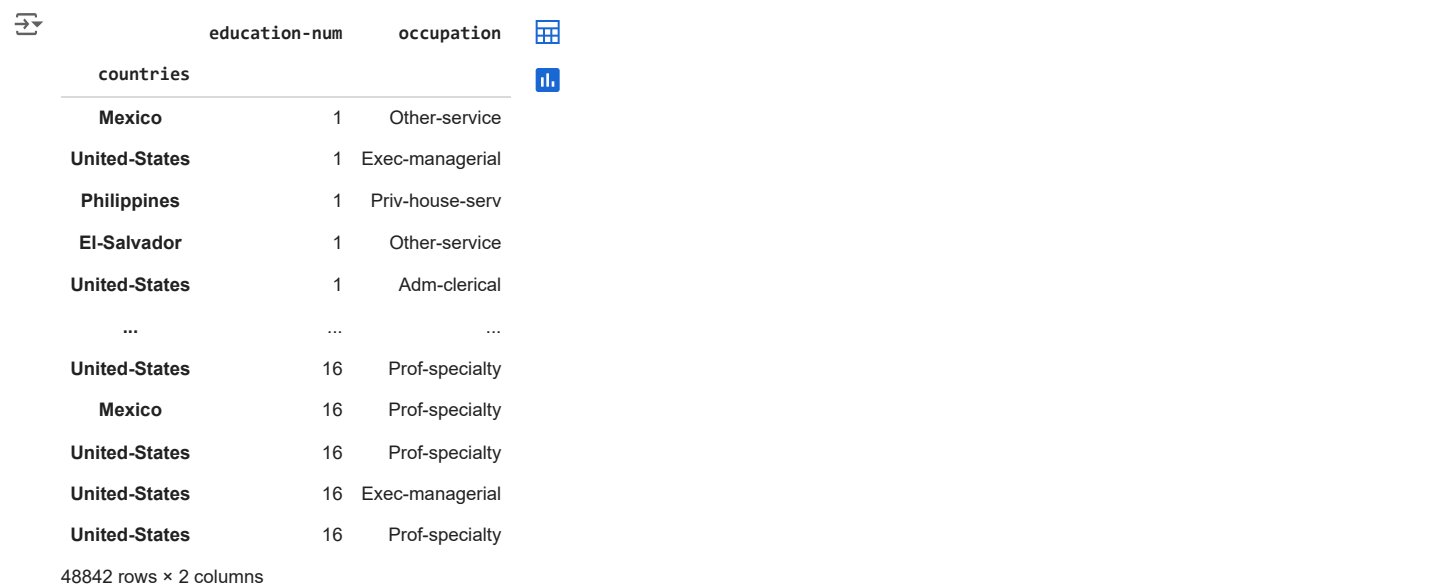 education-num occupation
countries
Mexico 1 Other-service
United-States 1 Exec-managerial
Philippines 1 Priv-house-serv
El-Salvador 1 Other-service
United-States 1 Adm-clerical
... ... ...
United-States 16 Prof-specialty
Mexico 16 Prof-specialty
United-States 16 Prof-specialty
United-States 16 Exec-managerial
United-States 16 Prof-specialty
48842 rows × 2 columns